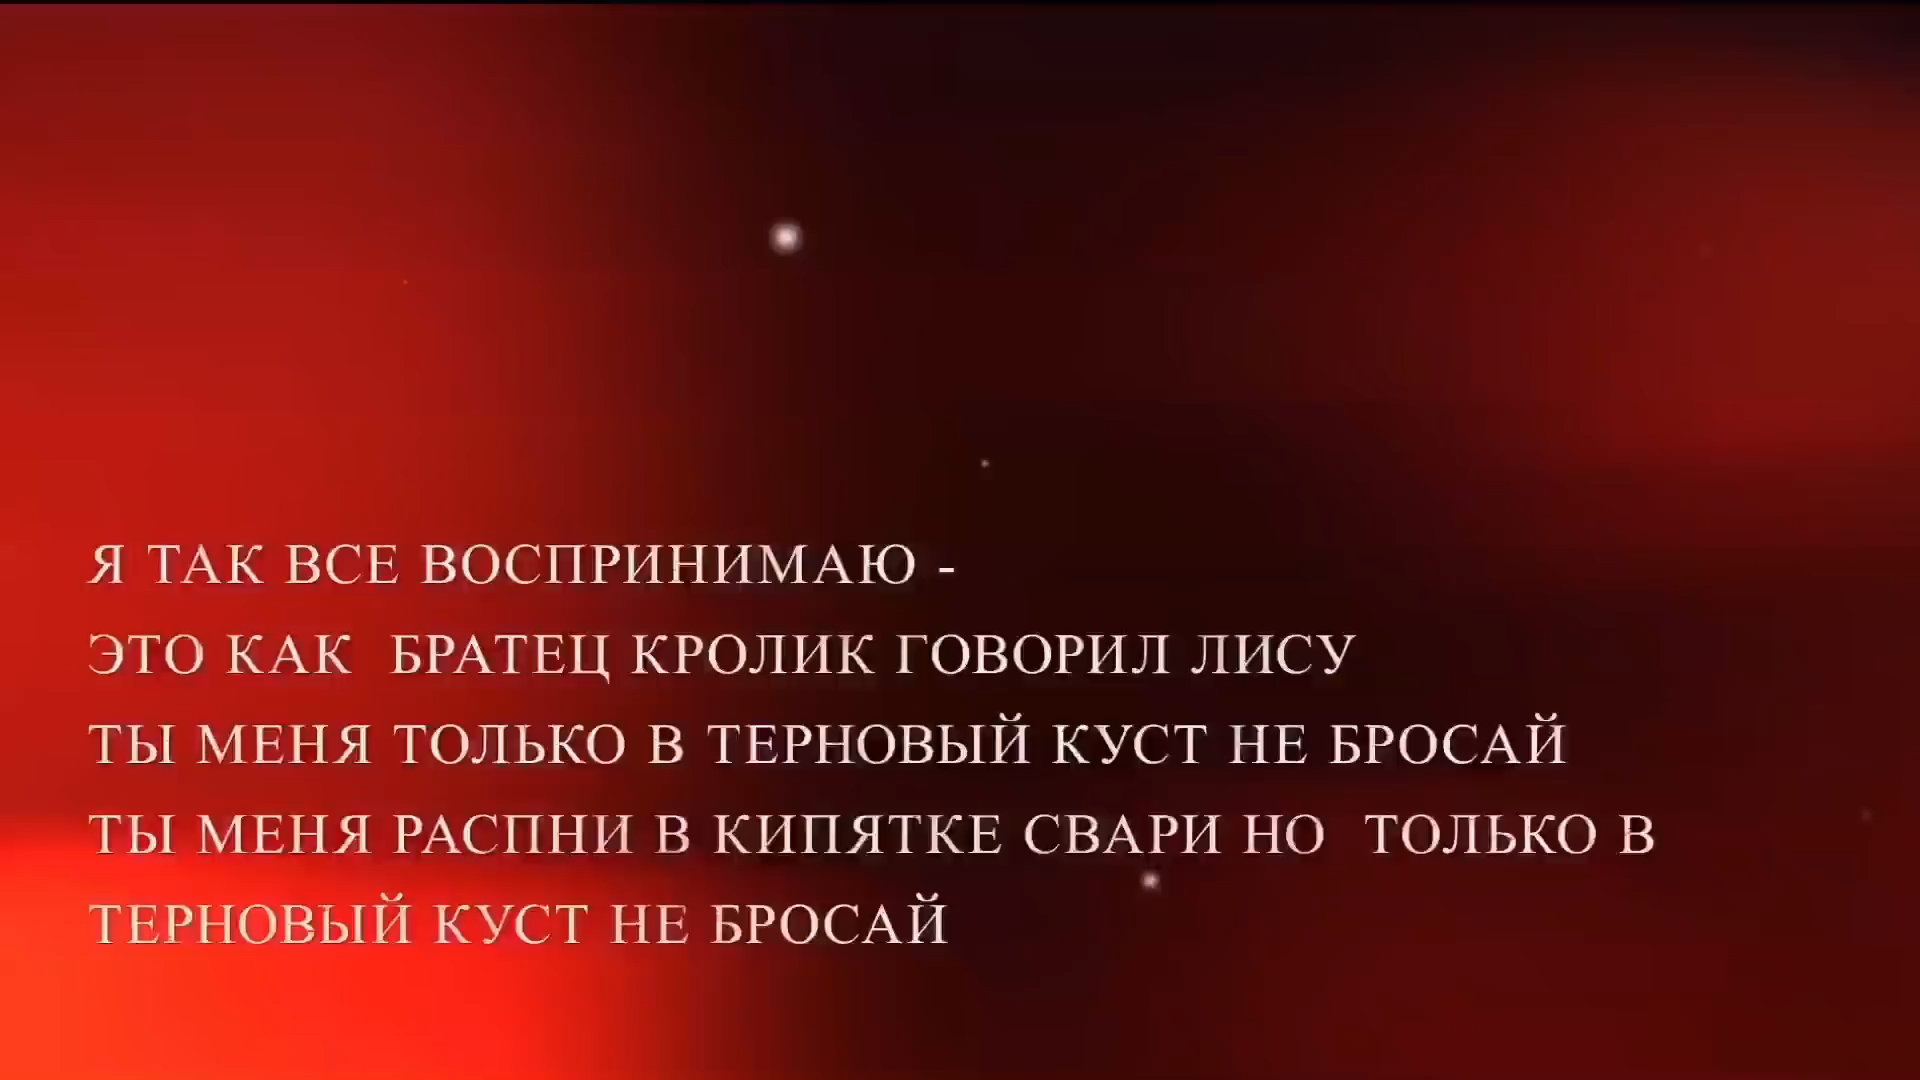 Я ТАК ВСЕ ВОСПРИНИМАЮ -
ЭТО КАК  БРАТЕЦ КРОЛИК ГОВОРИЛ ЛИСУ
ТЫ МЕНЯ ТОЛЬКО В ТЕРНОВЫЙ КУСТ НЕ БРОСАЙ
ТЫ МЕНЯ РАСПНИ В КИПЯТКЕ СВАРИ НО  ТОЛЬКО В
ТЕРНОВЫЙ КУСТ НЕ БРОСАЙ